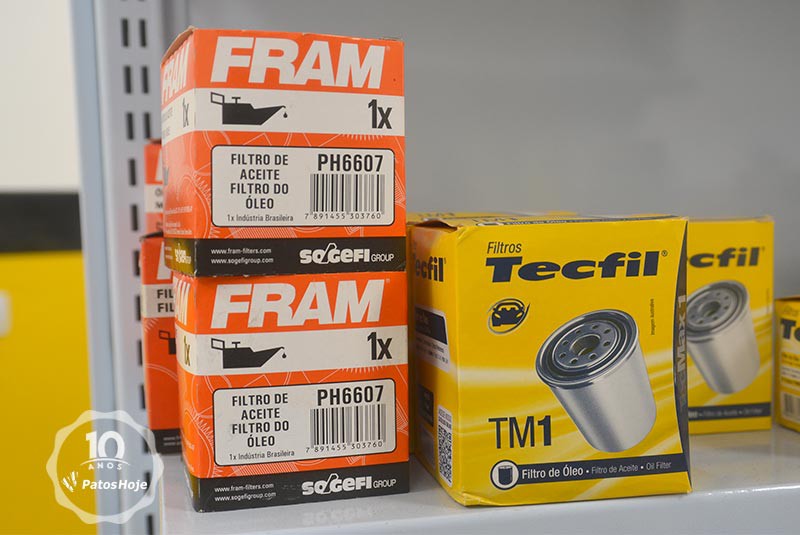 FRAM
1x
FILTRO DE
ACEITE
FILTRO DO
ÓLEO
PH6607
1x Indústria Brasileira
7 891455 303760
www.fram-filters.com
www.sogefigroup.com
SOGEFI GROUP
FRAM
1x
FILTRO DE
ACEITE
FILTRO DO
ÓLEO
PH6607
1x Indústria Brasileira
7 891455 303760
www.fram-filters.com
www.sogefigroup.com
SOGEFI GROUP
Filtros
Tecfil®
Imagem Ilustrativa
TM1
Filtro de Óleo • Filtro de Aceite • Oil Filter
10
ANOS
PatosHoje